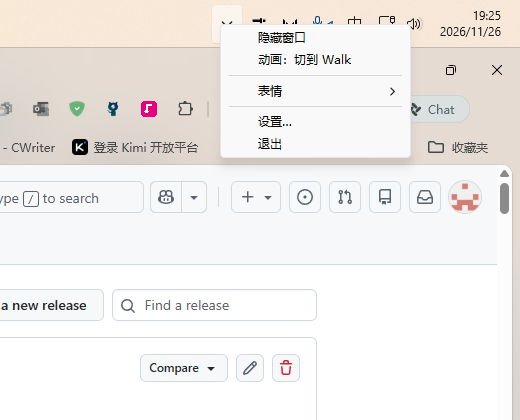 19:25
2026/11/26
隐藏窗口
动画：切到 Walk
表情
设置...
退出
Chat
- CWriter
登录 Kimi 开放平台
收藏夹
ype / to search
a new release
Find a release
Compare